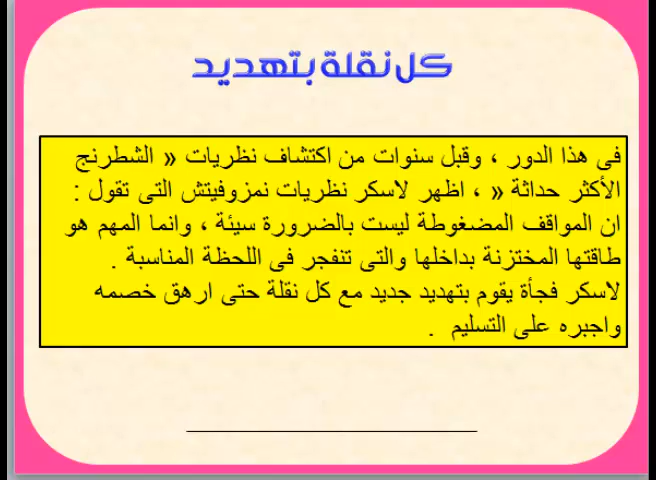 كل نقلة بتهديد
فى هذا الدور ، وقبل سنوات من اكتشاف نظريات « الشطرنج
الأكثر حداثة « ، اظهر لاسكر نظريات نمزوفيتش التى تقول :
ان المواقف المضغوطة ليست بالضرورة سيئة ، وانما المهم هو
طاقتها المختزنة بداخلها والتى تنفجر فى اللحظة المناسبة .
لاسكر فجأة يقوم بتهديد جديد مع كل نقلة حتى ارهق خصمه
واجبره على التسليم .